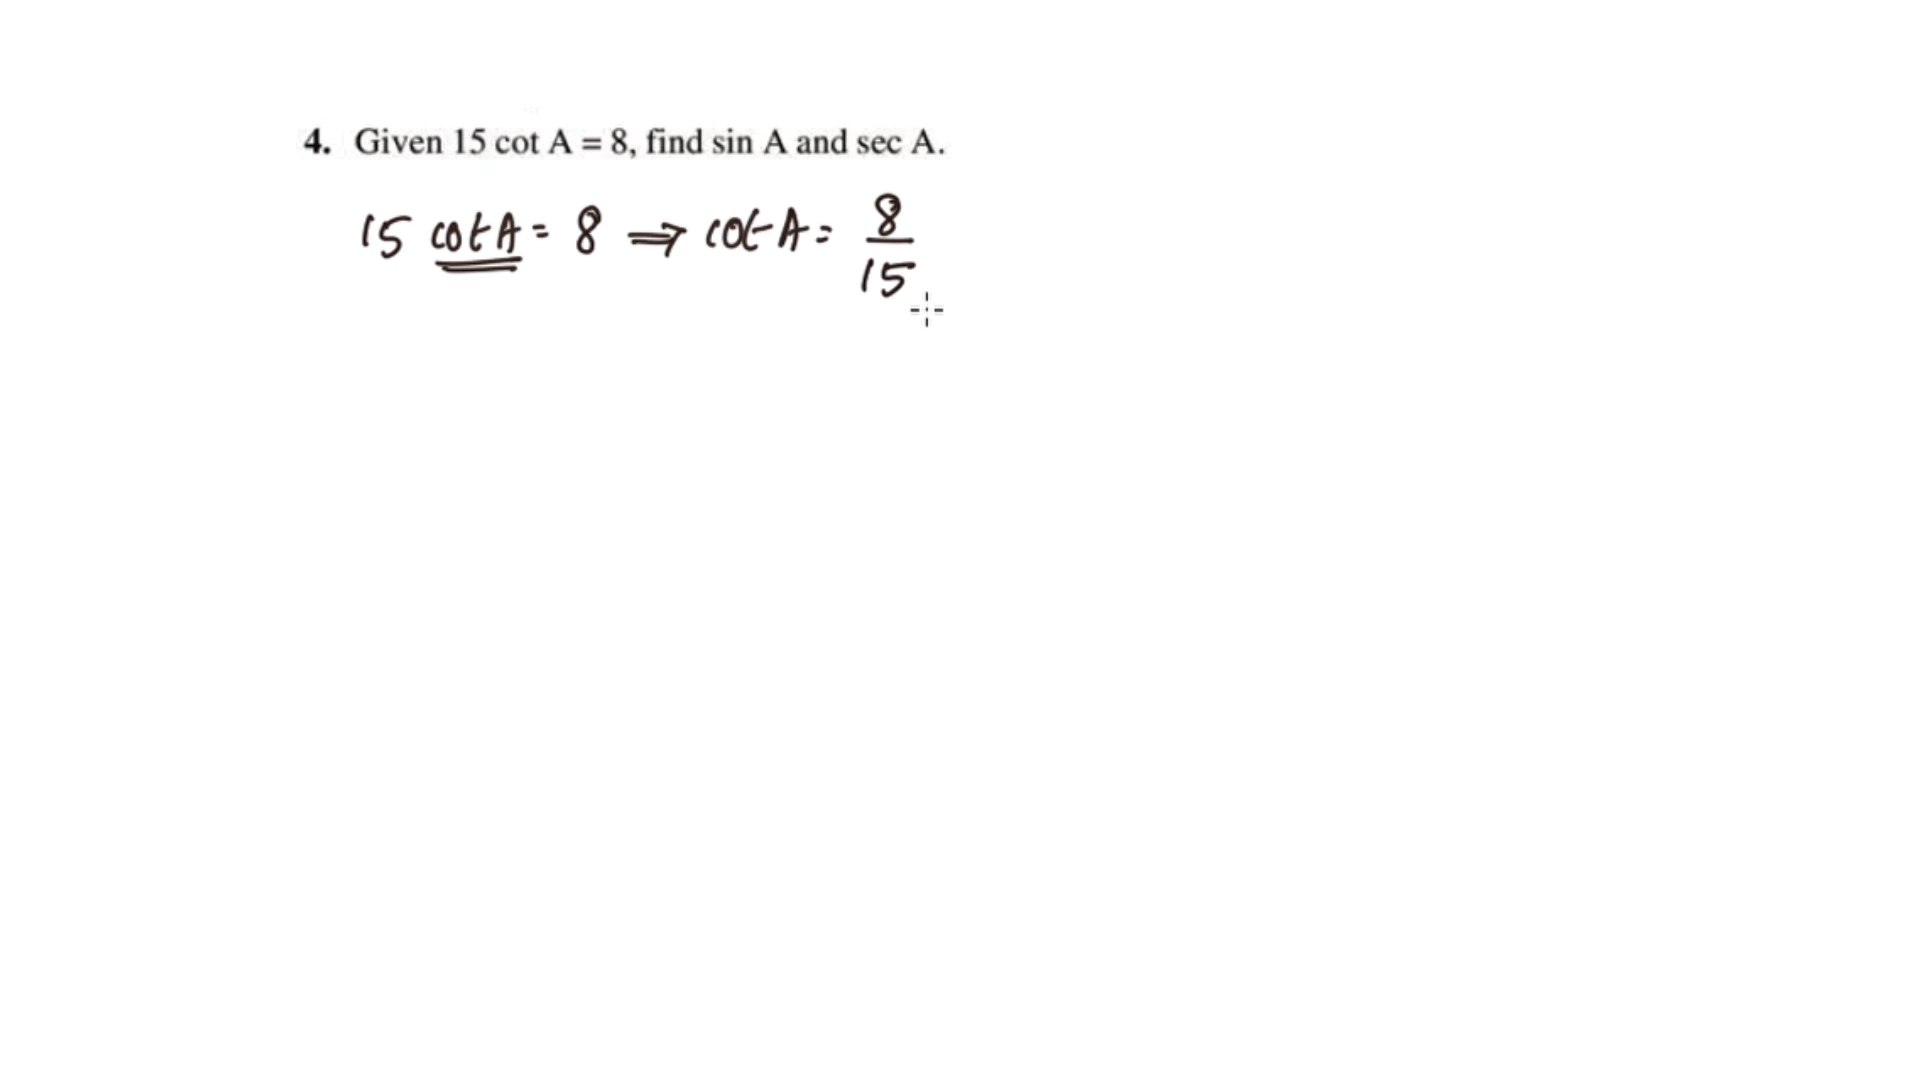 4. Given 15 cot A = 8, find sin A and sec A.
15 cot A = 8 ⇒ cot A = 8/15